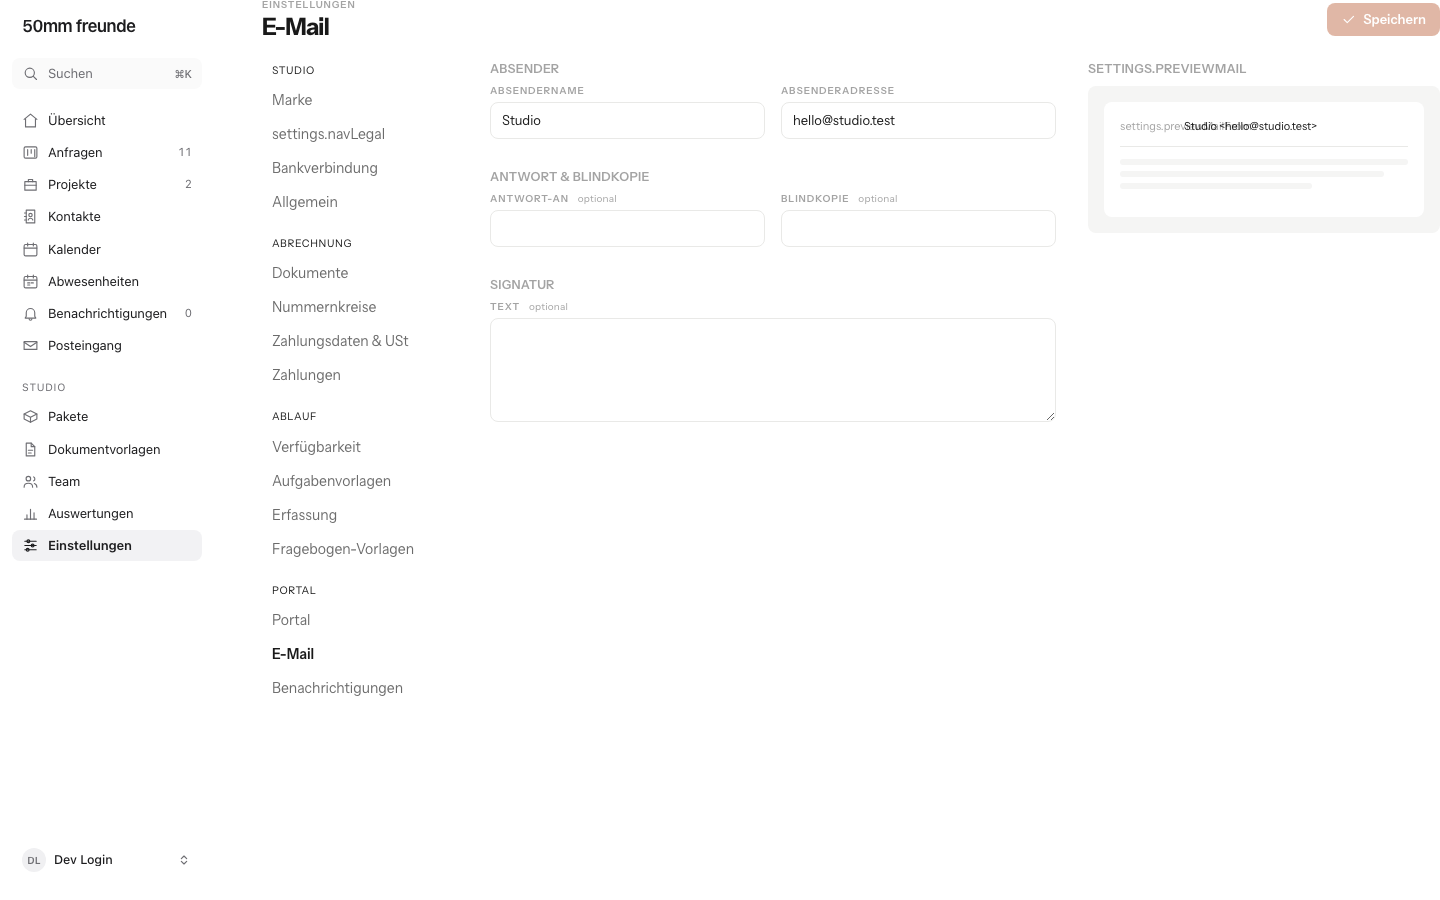 50mm freunde
Suchen ⌘K
Übersicht
Anfragen 11
Projekte 2
Kontakte
Kalender
Abwesenheiten
Benachrichtigungen 0
Posteingang
STUDIO
Pakete
Dokumentvorlagen
Team
Auswertungen
Einstellungen
DL Dev Login
EINSTELLUNGEN
E-Mail
Speichern
STUDIO
Marke
settings.navLegal
Bankverbindung
Allgemein
ABRECHNUNG
Dokumente
Nummernkreise
Zahlungsdaten & USt
Zahlungen
ABLAUF
Verfügbarkeit
Aufgabenvorlagen
Erfassung
Fragebogen-Vorlagen
PORTAL
Portal
E-Mail
Benachrichtigungen
ABSENDER
ABSENDERNAME ABSENDERADRESSE
Studio hello@studio.test
ANTWORT & BLINDKOPIE
ANTWORT-AN optional BLINDKOPIE optional
SIGNATUR
TEXT optional
SETTINGS.PREVIEWMAIL
Studio <hello@studio.test>